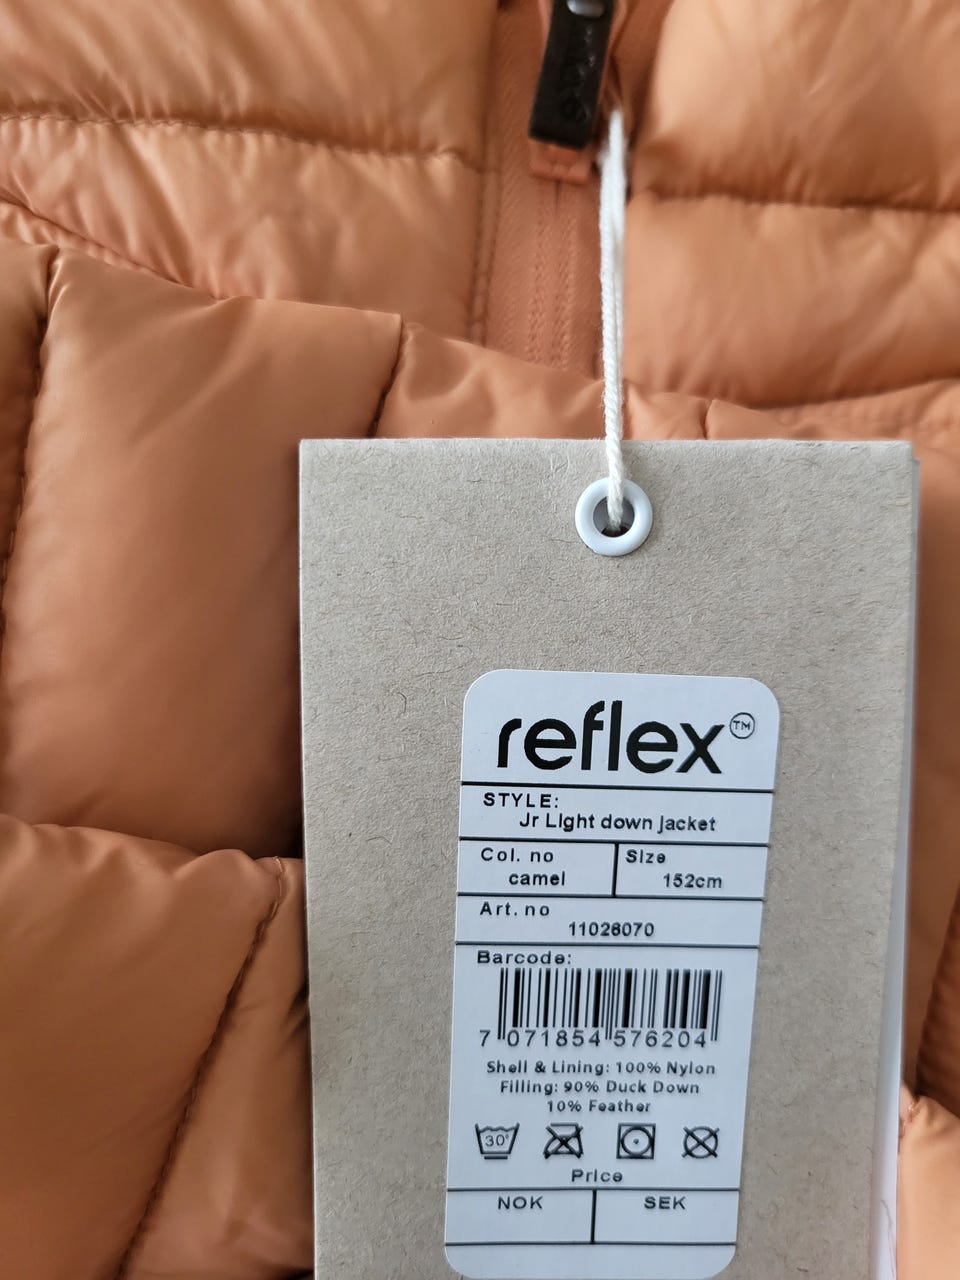 reflex™
STYLE:
Jr Light down jacket
Col. no
camel
Size
152cm
Art. no
11026070
Barcode:
7 071854 576204
Shell & Lining: 100% Nylon
Filling: 90% Duck Down
10% Feather
30°
Price
NOK
SEK